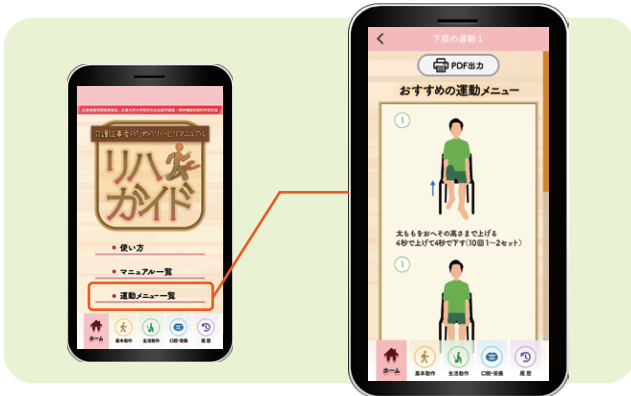 介護従事者のためのリハビリマニュアル
リハ
ガイド
使い方
マニュアル一覧
運動メニュー一覧
ホーム
基本動作
生活動作
口腔・栄養
履歴
下肢の運動1
PDF出力
おすすめの運動メニュー
1
太ももをおへその高さまで上げる
4秒で上げて4秒で下す(10回1~2セット)
1
ホーム
基本動作
生活動作
口腔・栄養
履歴